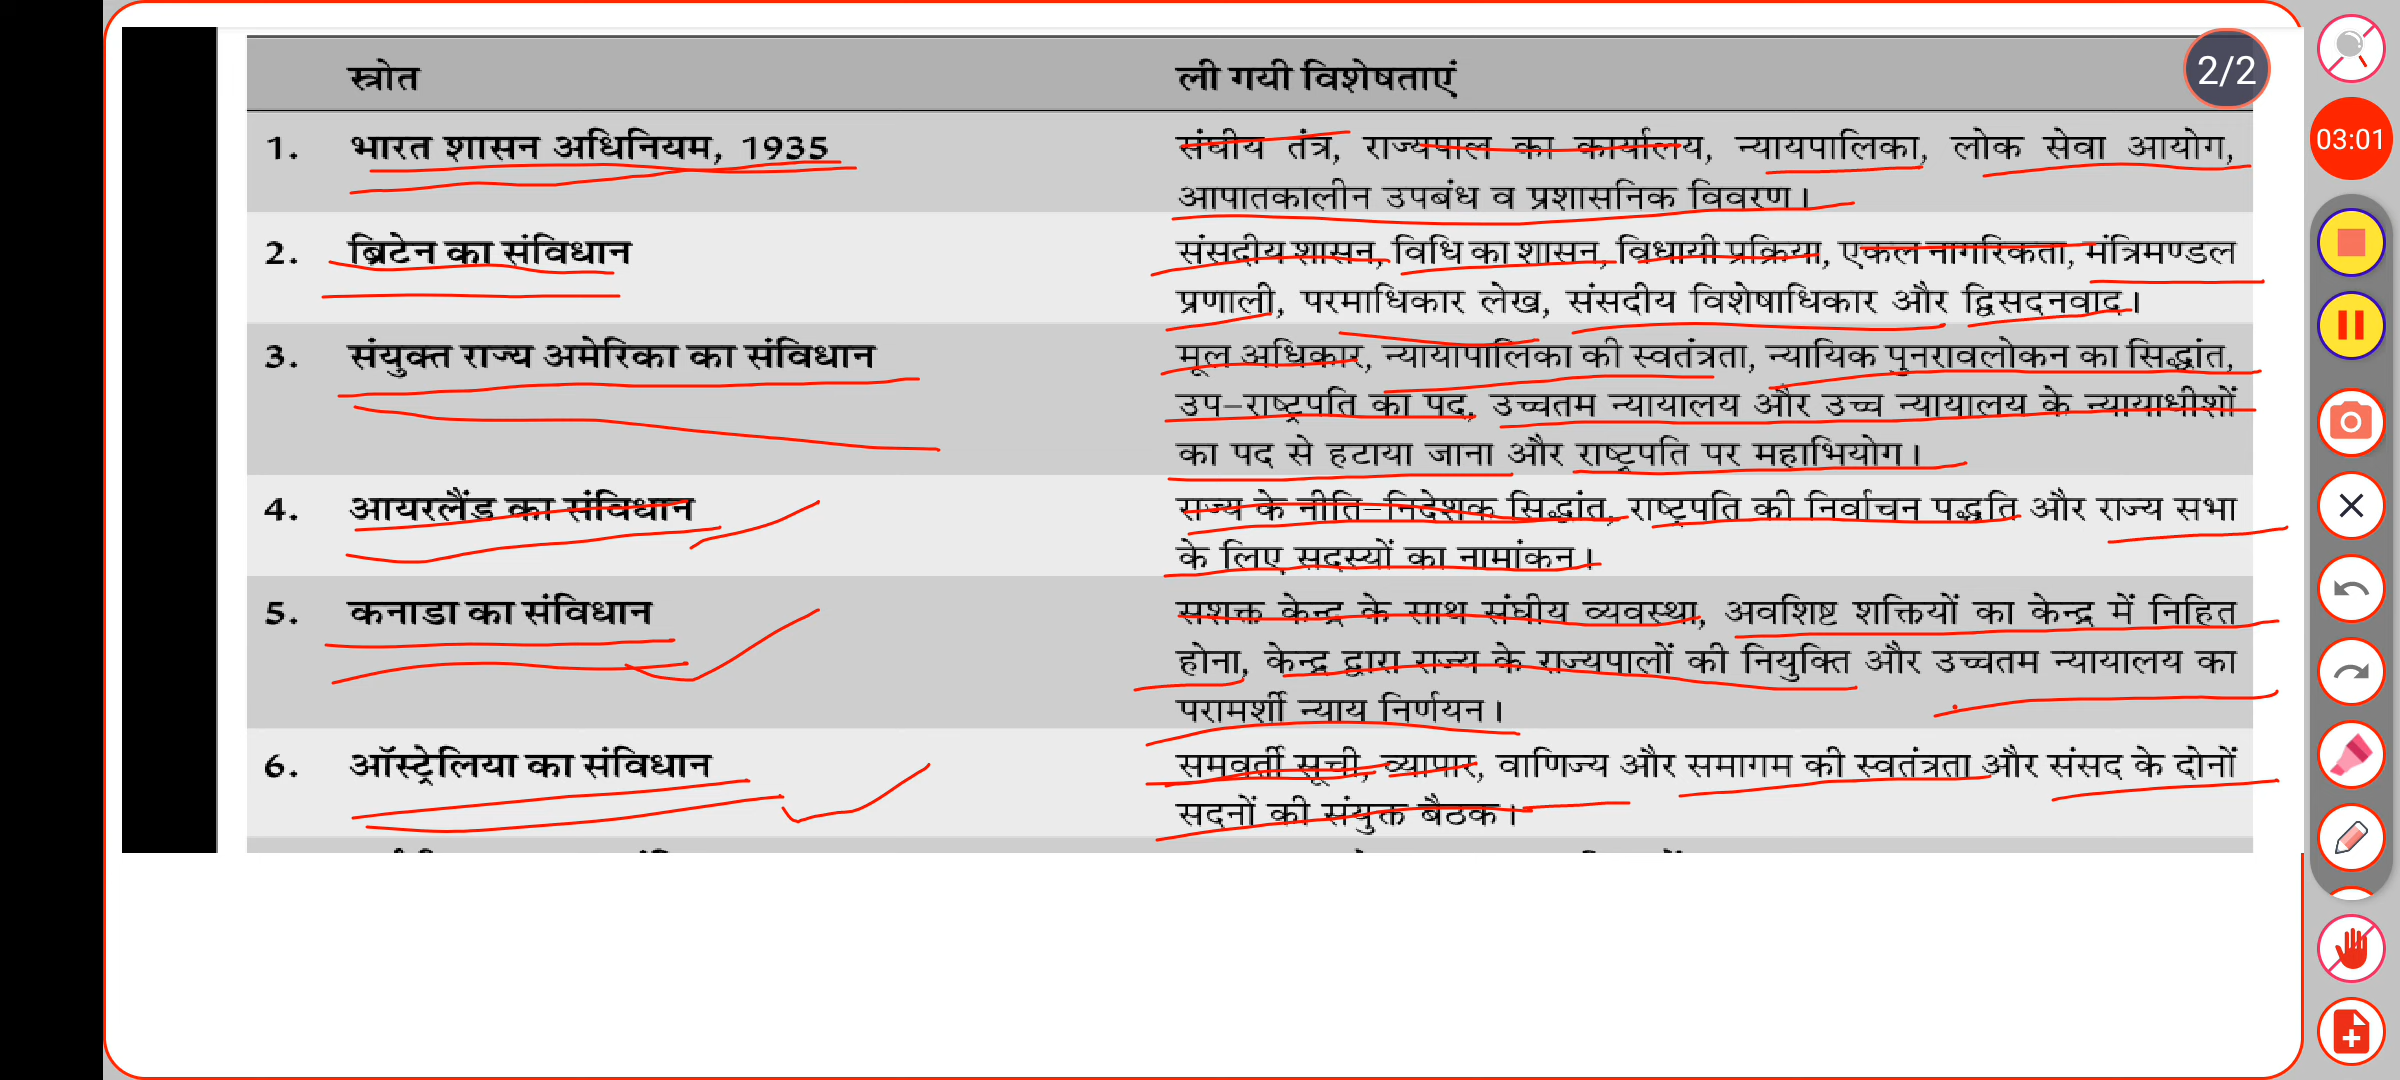 स्त्रोत ली गयी विशेषताएं 2/2
03:01
1. भारत शासन अधिनियम, 1935 संघीय तंत्र, राज्यपाल का कार्यालय, न्यायपालिका, लोक सेवा आयोग,
आपातकालीन उपबंध व प्रशासनिक विवरण।
2. ब्रिटेन का संविधान संसदीय शासन, विधि का शासन, विधायी प्रक्रिया, एकल नागरिकता, मंत्रिमण्डल
प्रणाली, परमाधिकार लेख, संसदीय विशेषाधिकार और द्विसदनवाद।
3. संयुक्त राज्य अमेरिका का संविधान मूल अधिकार, न्यायापालिका की स्वतंत्रता, न्यायिक पुनरावलोकन का सिद्धांत,
उप–राष्ट्रपति का पद, उच्चतम न्यायालय और उच्च न्यायालय के न्यायाधीशों
का पद से हटाया जाना और राष्ट्रपति पर महाभियोग।
4. आयरलैंड का संविधान राज्य के नीति–निदेशक सिद्धांत, राष्ट्रपति की निर्वाचन पद्धति और राज्य सभा
के लिए सदस्यों का नामांकन।
5. कनाडा का संविधान सशक्त केन्द्र के साथ संघीय व्यवस्था, अवशिष्ट शक्तियों का केन्द्र में निहित
होना, केन्द्र द्वारा राज्य के राज्यपालों की नियुक्ति और उच्चतम न्यायालय का
परामर्शी न्याय निर्णयन।
6. ऑस्ट्रेलिया का संविधान समवर्ती सूची, व्यापार, वाणिज्य और समागम की स्वतंत्रता और संसद के दोनों
सदनों की संयुक्त बैठक।